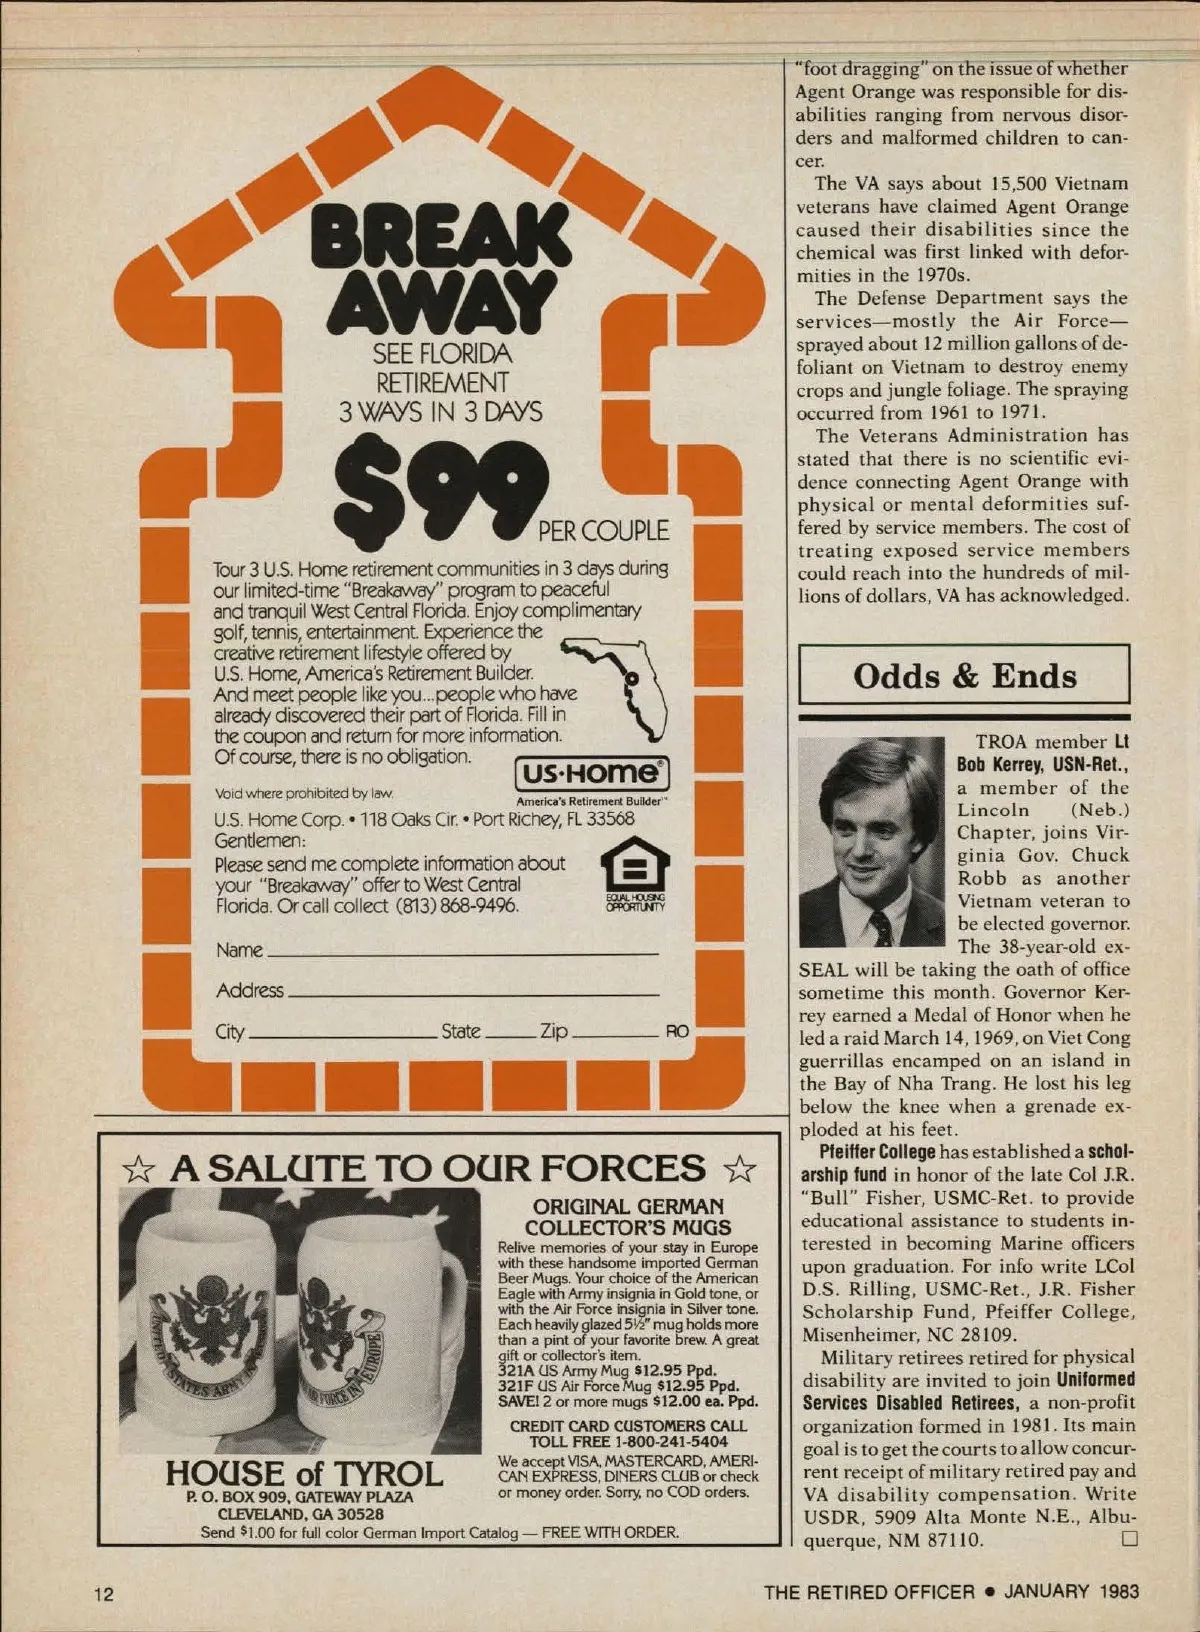 BREAK
AWAY
SEE FLORIDA
RETIREMENT
3 WAYS IN 3 DAYS
$99
PER COUPLE
Tour 3 U.S. Home retirement communities in 3 days during
our limited-time "Breakaway" program to peaceful
and tranquil West Central Florida. Enjoy complimentary
golf, tennis, entertainment. Experience the
creative retirement lifestyle offered by
U.S. Home, America's Retirement Builder.
And meet people like you...people who have
already discovered their part of Florida. Fill in
the coupon and return for more information.
Of course, there is no obligation.
Void where prohibited by law.
US•Home®
America's Retirement Builder™
U.S. Home Corp. • 118 Oaks Cir. • Port Richey, FL 33568
Gentlemen:
Please send me complete information about
your "Breakaway" offer to West Central
Florida. Or call collect (813) 868-9496.
EQUAL HOUSING
OPPORTUNITY
Name
Address
City State Zip RO
☆ A SALUTE TO OUR FORCES ☆
UNITED STATES ARMY IN EUROPE
AIR FORCE IN EUROPE
ORIGINAL GERMAN
COLLECTOR'S MUGS
Relive memories of your stay in Europe
with these handsome imported German
Beer Mugs. Your choice of the American
Eagle with Army insignia in Gold tone, or
with the Air Force insignia in Silver tone.
Each heavily glazed 5½" mug holds more
than a pint of your favorite brew. A great
gift or collector's item.
321A US Army Mug $12.95 Ppd.
321F US Air Force Mug $12.95 Ppd.
SAVE! 2 or more mugs $12.00 ea. Ppd.
CREDIT CARD CUSTOMERS CALL
TOLL FREE 1-800-241-5404
We accept VISA, MASTERCARD, AMERI-
CAN EXPRESS, DINERS CLUB or check
or money order. Sorry, no COD orders.
HOUSE of TYROL
P. O. BOX 909, GATEWAY PLAZA
CLEVELAND, GA 30528
Send $1.00 for full color German Import Catalog — FREE WITH ORDER.
"foot dragging" on the issue of whether
Agent Orange was responsible for dis-
abilities ranging from nervous disor-
ders and malformed children to can-
cer.
The VA says about 15,500 Vietnam
veterans have claimed Agent Orange
caused their disabilities since the
chemical was first linked with defor-
mities in the 1970s.
The Defense Department says the
services—mostly the Air Force—
sprayed about 12 million gallons of de-
foliant on Vietnam to destroy enemy
crops and jungle foliage. The spraying
occurred from 1961 to 1971.
The Veterans Administration has
stated that there is no scientific evi-
dence connecting Agent Orange with
physical or mental deformities suf-
fered by service members. The cost of
treating exposed service members
could reach into the hundreds of mil-
lions of dollars, VA has acknowledged.
Odds & Ends
TROA member Lt
Bob Kerrey, USN-Ret.,
a member of the
Lincoln (Neb.)
Chapter, joins Vir-
ginia Gov. Chuck
Robb as another
Vietnam veteran to
be elected governor.
The 38-year-old ex-
SEAL will be taking the oath of office
sometime this month. Governor Ker-
rey earned a Medal of Honor when he
led a raid March 14, 1969, on Viet Cong
guerrillas encamped on an island in
the Bay of Nha Trang. He lost his leg
below the knee when a grenade ex-
ploded at his feet.
Pfeiffer College has established a schol-
arship fund in honor of the late Col J.R.
"Bull" Fisher, USMC-Ret. to provide
educational assistance to students in-
terested in becoming Marine officers
upon graduation. For info write LCol
D.S. Rilling, USMC-Ret., J.R. Fisher
Scholarship Fund, Pfeiffer College,
Misenheimer, NC 28109.
Military retirees retired for physical
disability are invited to join Uniformed
Services Disabled Retirees, a non-profit
organization formed in 1981. Its main
goal is to get the courts to allow concur-
rent receipt of military retired pay and
VA disability compensation. Write
USDR, 5909 Alta Monte N.E., Albu-
querque, NM 87110. □
12
THE RETIRED OFFICER • JANUARY 1983